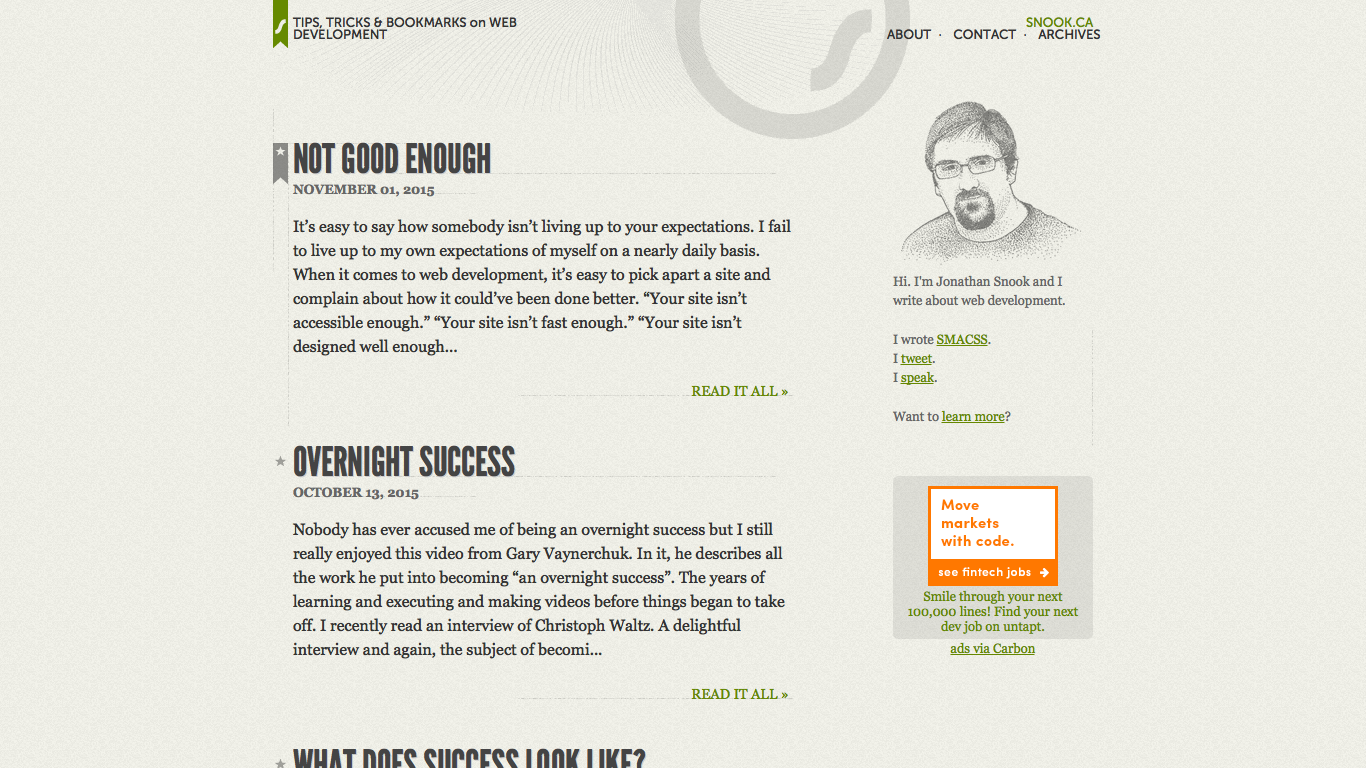 TIPS, TRICKS & BOOKMARKS on WEB
DEVELOPMENT
SNOOK.CA
ABOUT · CONTACT · ARCHIVES
NOT GOOD ENOUGH
NOVEMBER 01, 2015
It’s easy to say how somebody isn’t living up to your expectations. I fail
to live up to my own expectations of myself on a nearly daily basis.
When it comes to web development, it’s easy to pick apart a site and
complain about how it could’ve been done better. “Your site isn’t
accessible enough.” “Your site isn’t fast enough.” “Your site isn’t
designed well enough...
READ IT ALL »
OVERNIGHT SUCCESS
OCTOBER 13, 2015
Nobody has ever accused me of being an overnight success but I still
really enjoyed this video from Gary Vaynerchuk. In it, he describes all
the work he put into becoming “an overnight success”. The years of
learning and executing and making videos before things began to take
off. I recently read an interview of Christoph Waltz. A delightful
interview and again, the subject of becomi...
READ IT ALL »
WHAT DOES SUCCESS LOOK LIKE?
Hi. I'm Jonathan Snook and I
write about web development.
I wrote SMACSS.
I tweet.
I speak.
Want to learn more?
Move
markets
with code.
see fintech jobs
Smile through your next
100,000 lines! Find your next
dev job on untapt.
ads via Carbon